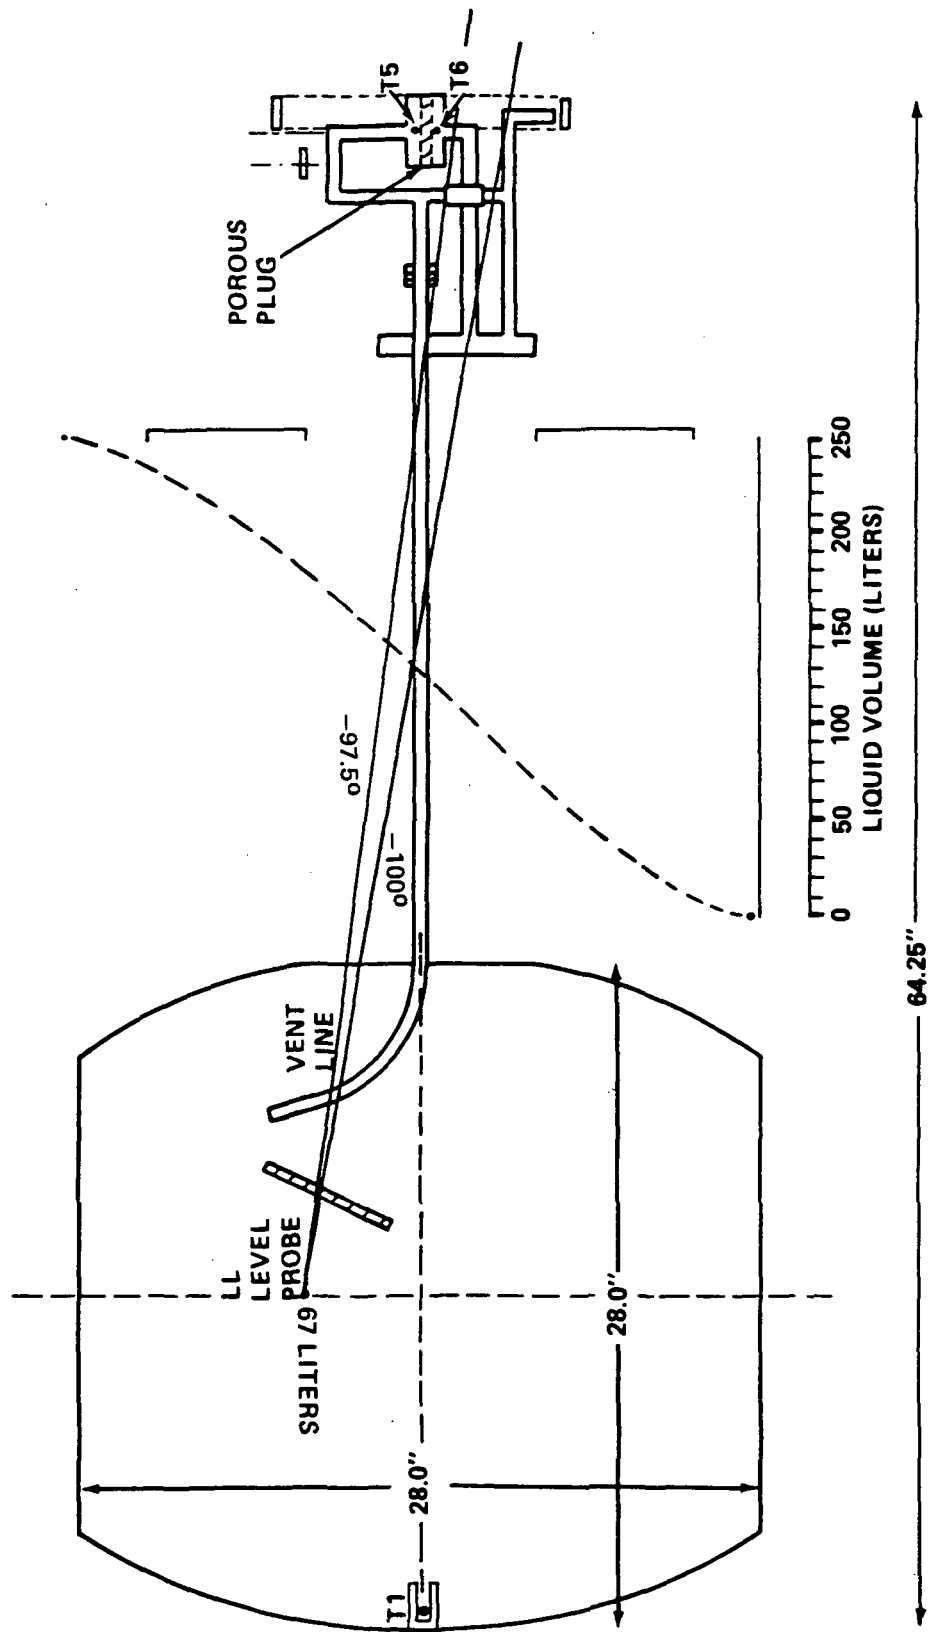 T5
T6
POROUS
PLUG
–97.5°
–100°
VENT
LINE
LL
LEVEL
PROBE
67 LITERS
T1
28.0"
28.0"
0 50 100 150 200 250
LIQUID VOLUME (LITERS)
64.25"